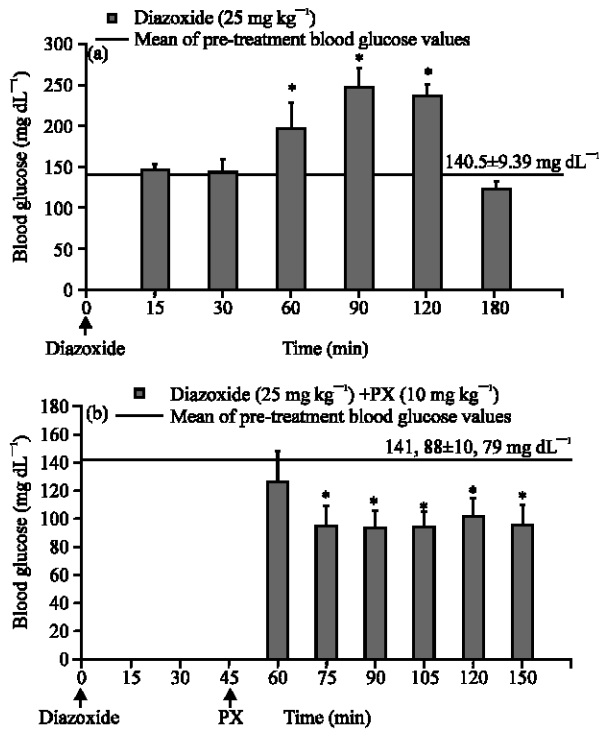 Diazoxide (25 mg kg⁻¹)
Mean of pre-treatment blood glucose values
(a)
300
250
200
150
100
50
0
Blood glucose (mg dL⁻¹)
* * *
140.5±9.39 mg dL⁻¹
0 15 30 60 90 120 180
Diazoxide
Time (min)
Diazoxide (25 mg kg⁻¹) +PX (10 mg kg⁻¹)
Mean of pre-treatment blood glucose values
(b)
180
160
140
120
100
80
60
40
20
0
Blood glucose (mg dL⁻¹)
141, 88±10, 79 mg dL⁻¹
* * * * *
0 15 30 45 60 75 90 105 120 150
Diazoxide PX Time (min)